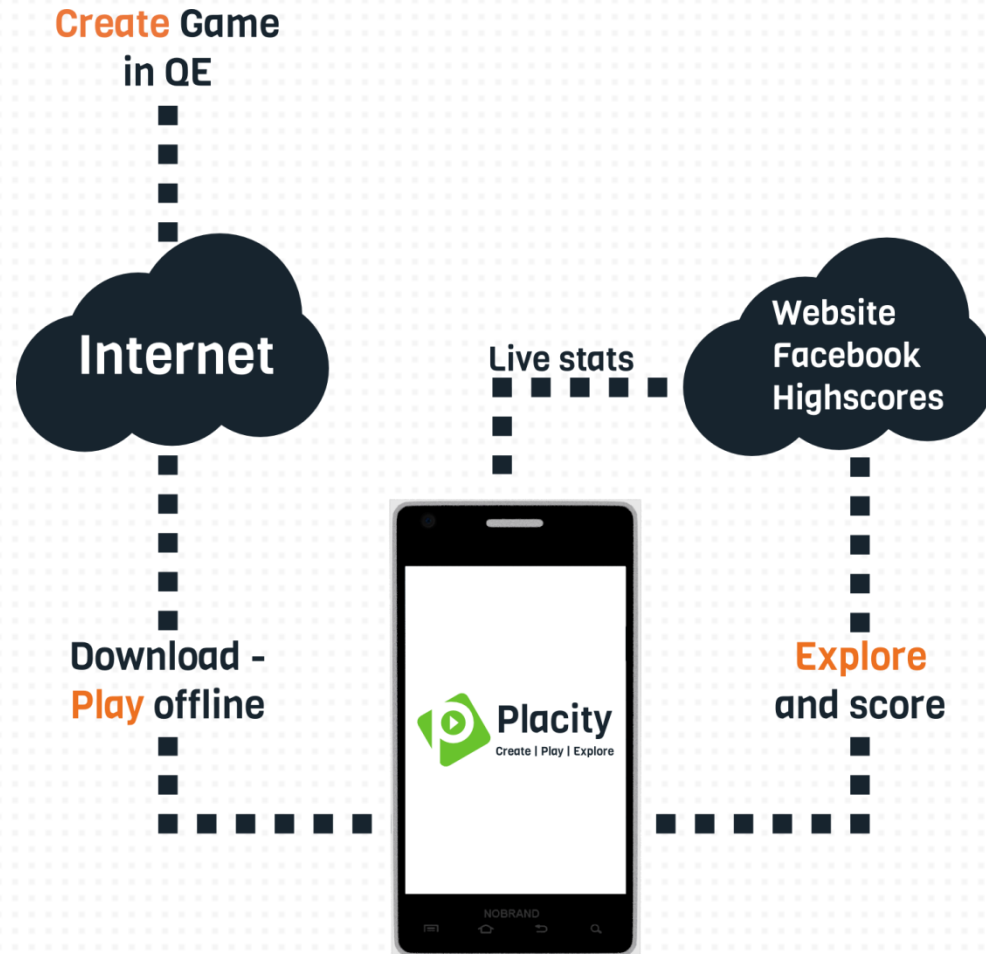 Create Game
in QE
Internet
Website
Facebook
Highscores
Live stats
Download -
Play offline
Explore
and score
Placity
Create | Play | Explore
NOBRAND